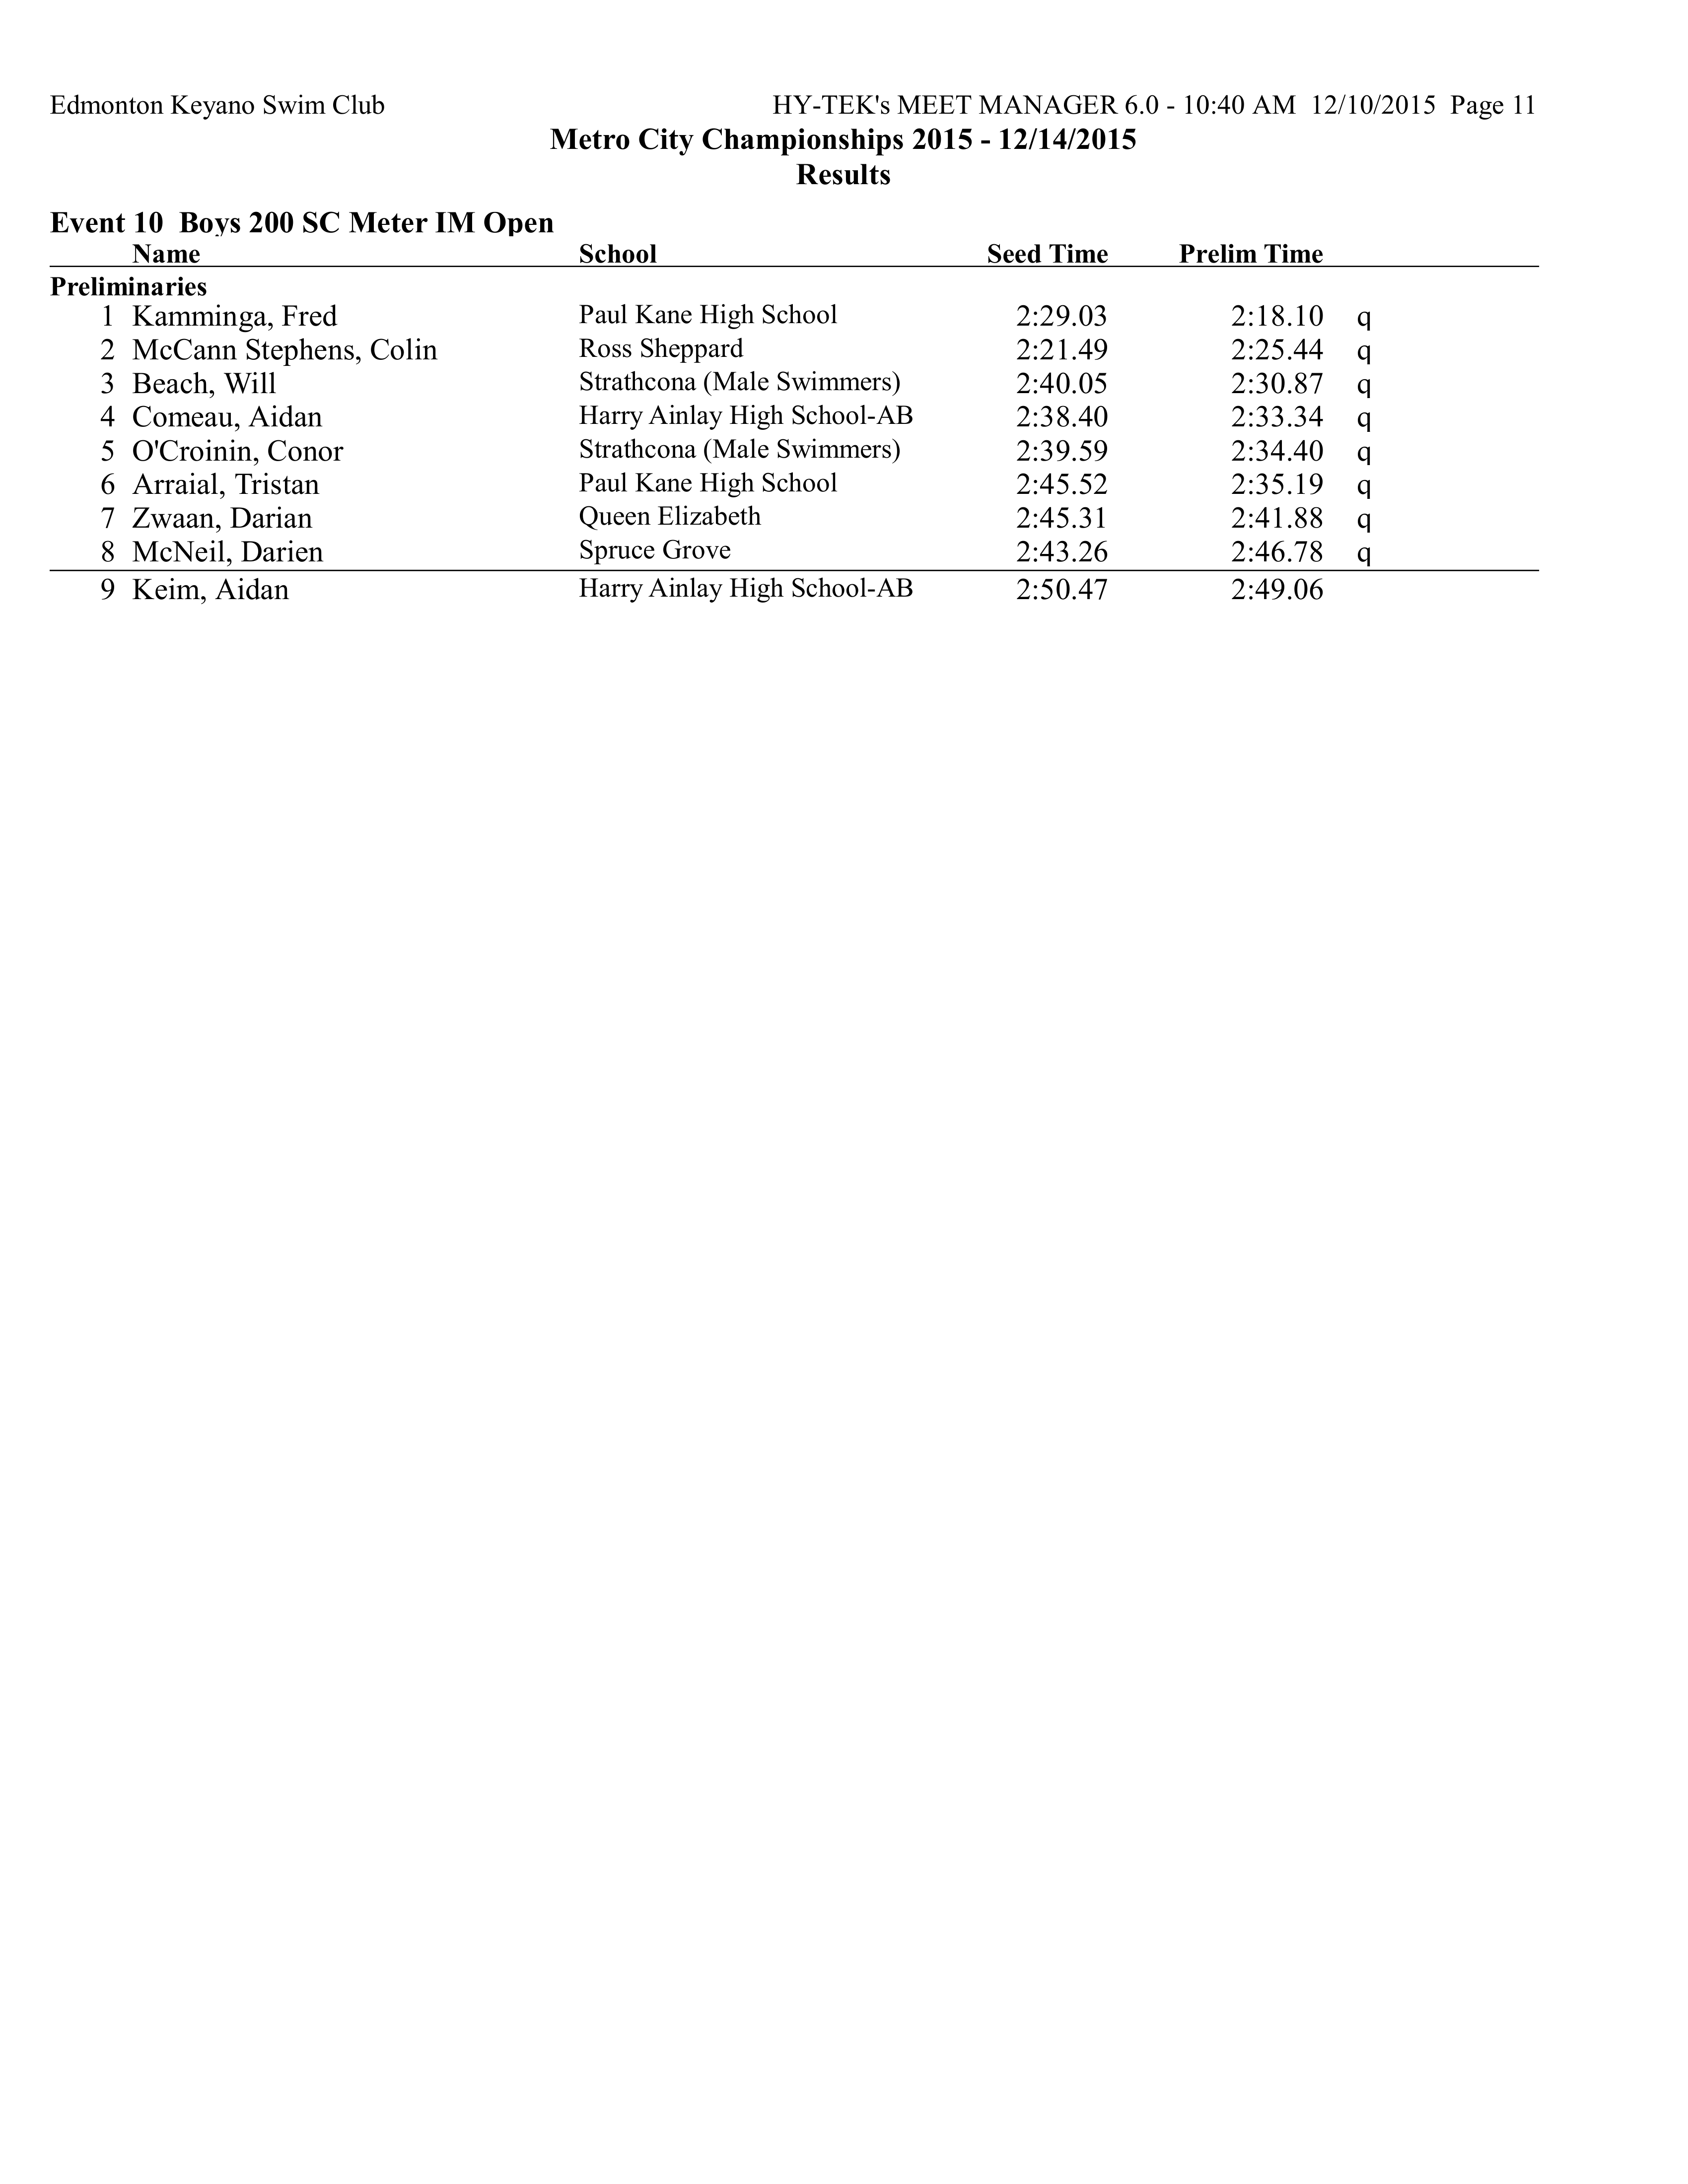 Edmonton Keyano Swim Club HY-TEK's MEET MANAGER 6.0 - 10:40 AM 12/10/2015 Page 11
Metro City Championships 2015 - 12/14/2015
Results
Event 10 Boys 200 SC Meter IM Open
Name School Seed Time Prelim Time
Preliminaries
1 Kamminga, Fred Paul Kane High School 2:29.03 2:18.10 q
2 McCann Stephens, Colin Ross Sheppard 2:21.49 2:25.44 q
3 Beach, Will Strathcona (Male Swimmers) 2:40.05 2:30.87 q
4 Comeau, Aidan Harry Ainlay High School-AB 2:38.40 2:33.34 q
5 O'Croinin, Conor Strathcona (Male Swimmers) 2:39.59 2:34.40 q
6 Arraial, Tristan Paul Kane High School 2:45.52 2:35.19 q
7 Zwaan, Darian Queen Elizabeth 2:45.31 2:41.88 q
8 McNeil, Darien Spruce Grove 2:43.26 2:46.78 q
9 Keim, Aidan Harry Ainlay High School-AB 2:50.47 2:49.06